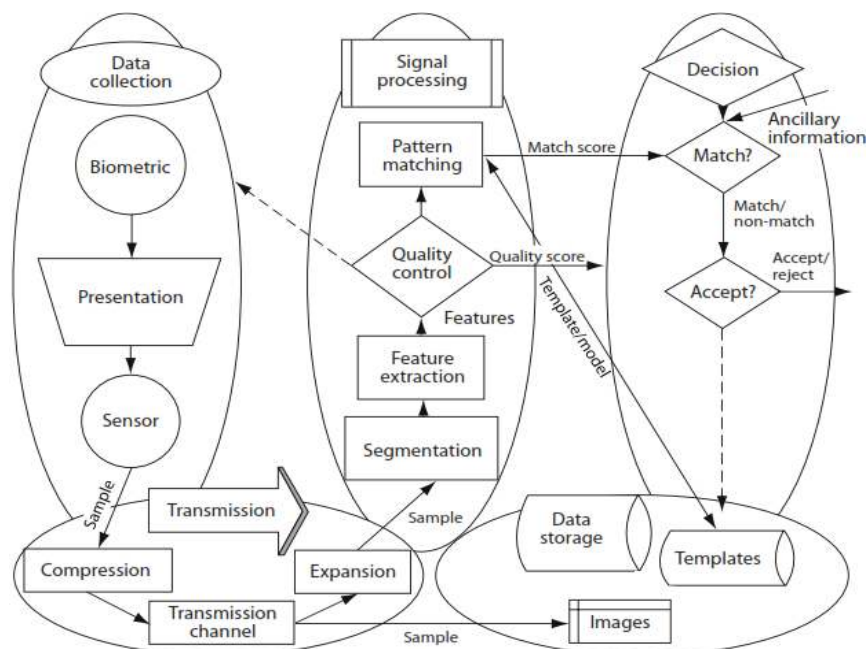 Data
collection
Biometric
Presentation
Sensor
Sample
Transmission
Compression
Transmission
channel
Expansion
Sample
Sample
Signal
processing
Pattern
matching
Match score
Quality
control
Quality score
Features
Feature
extraction
Segmentation
Template/model
Decision
Ancillary
information
Match?
Match/
non-match
Accept?
Accept/
reject
Data
storage
Templates
Images